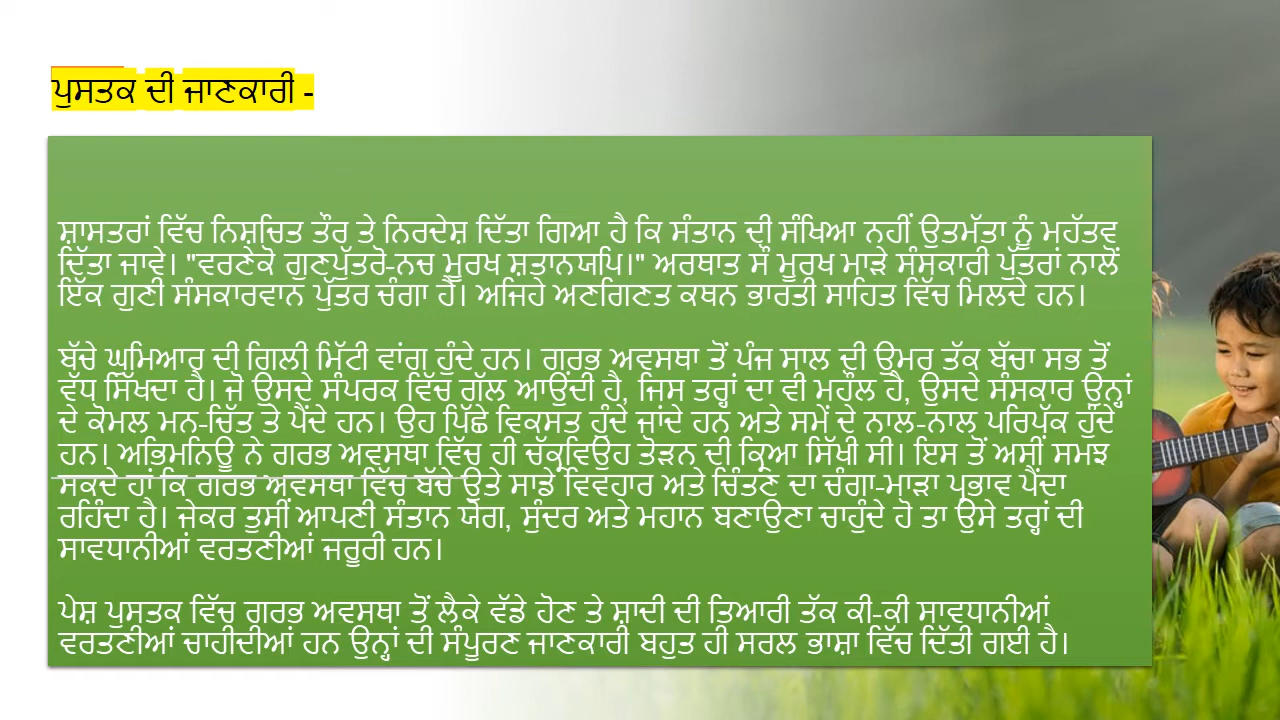 ਪੁਸਤਕ ਦੀ ਜਾਣਕਾਰੀ -
ਸ਼ਾਸਤਰਾਂ ਵਿੱਚ ਨਿਸ਼ਚਿਤ ਤੌਰ ਤੇ ਨਿਰਦੇਸ਼ ਦਿੱਤਾ ਗਿਆ ਹੈ ਕਿ ਸੰਤਾਨ ਦੀ ਸੰਖਿਆ ਨਹੀਂ ਉਤਮੱਤਾ ਨੂੰ ਮਹੱਤਵ
ਦਿੱਤਾ ਜਾਵੇ। "ਵਰਣੇਕੋ ਗੁਣਪੁੱਤਰੋ-ਨਚ ਮੂਰਖ ਸ਼ਤਾਨਯਪਿ।" ਅਰਥਾਤ ਸੌ ਮੂਰਖ ਮਾੜੇ ਸੰਸਕਾਰੀ ਪੁੱਤਰਾਂ ਨਾਲੋਂ
ਇੱਕ ਗੁਣੀ ਸੰਸਕਾਰਵਾਨ ਪੁੱਤਰ ਚੰਗਾ ਹੈ। ਅਜਿਹੇ ਅਣਗਿਣਤ ਕਥਨ ਭਾਰਤੀ ਸਾਹਿਤ ਵਿੱਚ ਮਿਲਦੇ ਹਨ।
ਬੱਚੇ ਘੁਮਿਆਰ ਦੀ ਗਿਲੀ ਮਿੱਟੀ ਵਾਂਗ ਹੁੰਦੇ ਹਨ। ਗਰਭ ਅਵਸਥਾ ਤੋਂ ਪੰਜ ਸਾਲ ਦੀ ਉਮਰ ਤੱਕ ਬੱਚਾ ਸਭ ਤੋਂ
ਵੱਧ ਸਿੱਖਦਾ ਹੈ। ਜੋ ਉਸਦੇ ਸੰਪਰਕ ਵਿੱਚ ਗੱਲ ਆਉਂਦੀ ਹੈ, ਜਿਸ ਤਰ੍ਹਾਂ ਦਾ ਵੀ ਮਹੌਲ ਹੈ, ਉਸਦੇ ਸੰਸਕਾਰ ਉਨ੍ਹਾਂ
ਦੇ ਕੋਮਲ ਮਨ-ਚਿੱਤ ਤੇ ਪੈਂਦੇ ਹਨ। ਉਹ ਪਿੱਛੇ ਵਿਕਸਤ ਹੁੰਦੇ ਜਾਂਦੇ ਹਨ ਅਤੇ ਸਮੇਂ ਦੇ ਨਾਲ-ਨਾਲ ਪਰਿਪੱਕ ਹੁੰਦੇ
ਹਨ। ਅਭਿਮਨਿਊ ਨੇ ਗਰਭ ਅਵਸਥਾ ਵਿੱਚ ਹੀ ਚੱਕ੍ਰਵਿਉਹ ਤੋੜਨ ਦੀ ਕ੍ਰਿਆ ਸਿੱਖੀ ਸੀ। ਇਸ ਤੋਂ ਅਸੀਂ ਸਮਝ
ਸਕਦੇ ਹਾਂ ਕਿ ਗਰਭ ਅਵਸਥਾ ਵਿੱਚ ਬੱਚੇ ਉਤੇ ਸਾਡੇ ਵਿਵਹਾਰ ਅਤੇ ਚਿੰਤਣ ਦਾ ਚੰਗਾ-ਮਾੜਾ ਪ੍ਰਭਾਵ ਪੈਂਦਾ
ਰਹਿੰਦਾ ਹੈ। ਜੇਕਰ ਤੁਸੀਂ ਆਪਣੀ ਸੰਤਾਨ ਯੋਗ, ਸੁੰਦਰ ਅਤੇ ਮਹਾਨ ਬਣਾਉਣਾ ਚਾਹੁੰਦੇ ਹੋ ਤਾ ਉਸੇ ਤਰ੍ਹਾਂ ਦੀ
ਸਾਵਧਾਨੀਆਂ ਵਰਤਣੀਆਂ ਜਰੂਰੀ ਹਨ।
ਪੇਸ਼ ਪੁਸਤਕ ਵਿੱਚ ਗਰਭ ਅਵਸਥਾ ਤੋਂ ਲੈਕੇ ਵੱਡੇ ਹੋਣ ਤੇ ਸ਼ਾਦੀ ਦੀ ਤਿਆਰੀ ਤੱਕ ਕੀ-ਕੀ ਸਾਵਧਾਨੀਆਂ
ਵਰਤਣੀਆਂ ਚਾਹੀਦੀਆਂ ਹਨ ਉਨ੍ਹਾਂ ਦੀ ਸੰਪੂਰਣ ਜਾਣਕਾਰੀ ਬਹੁਤ ਹੀ ਸਰਲ ਭਾਸ਼ਾ ਵਿੱਚ ਦਿੱਤੀ ਗਈ ਹੈ।